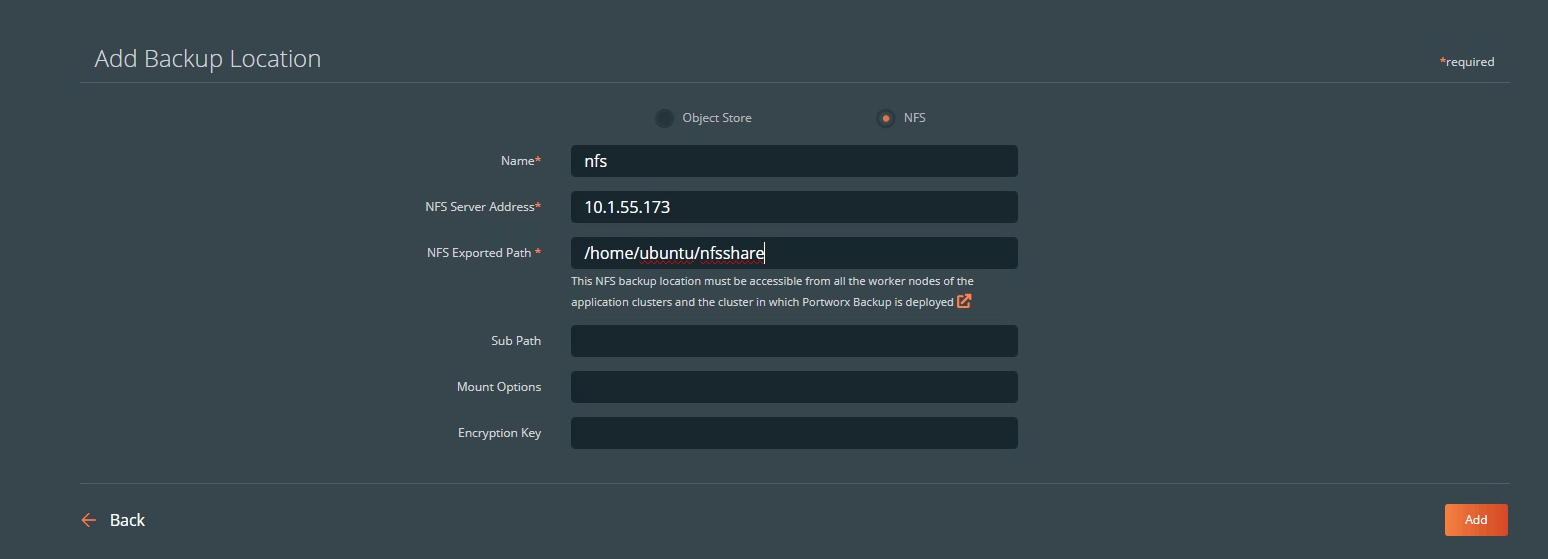 Add Backup Location
*required
Object Store
NFS
Name*
nfs
NFS Server Address*
10.1.55.173
NFS Exported Path *
/home/ubuntu/nfsshare
This NFS backup location must be accessible from all the worker nodes of the
application clusters and the cluster in which Portworx Backup is deployed
Sub Path
Mount Options
Encryption Key
Back
Add